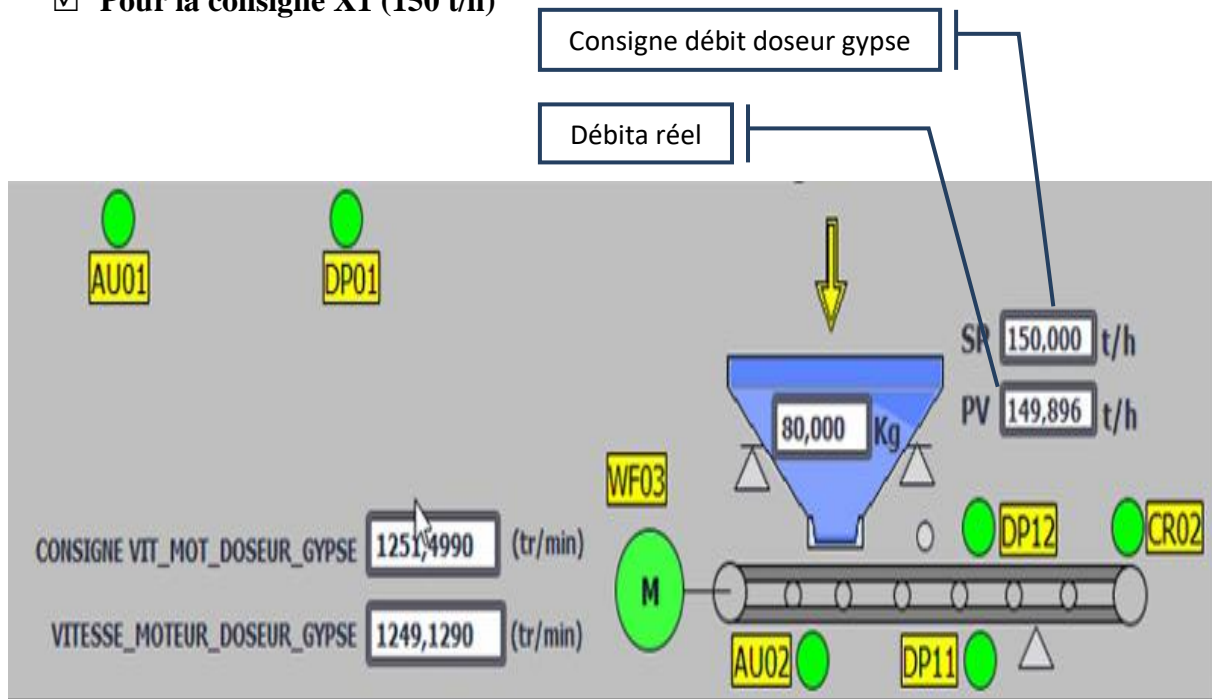 ☑ Pour la consigne X1 (150 t/h)
Consigne débit doseur gypse
Débita réel
AU01
DP01
SP 150,000 t/h
PV 149,896 t/h
80,000 Kg
WF03
DP12
CR02
CONSIGNE VIT_MOT_DOSEUR_GYPSE 1251,4990 (tr/min)
M
VITESSE_MOTEUR_DOSEUR_GYPSE 1249,1290 (tr/min)
AU02
DP11